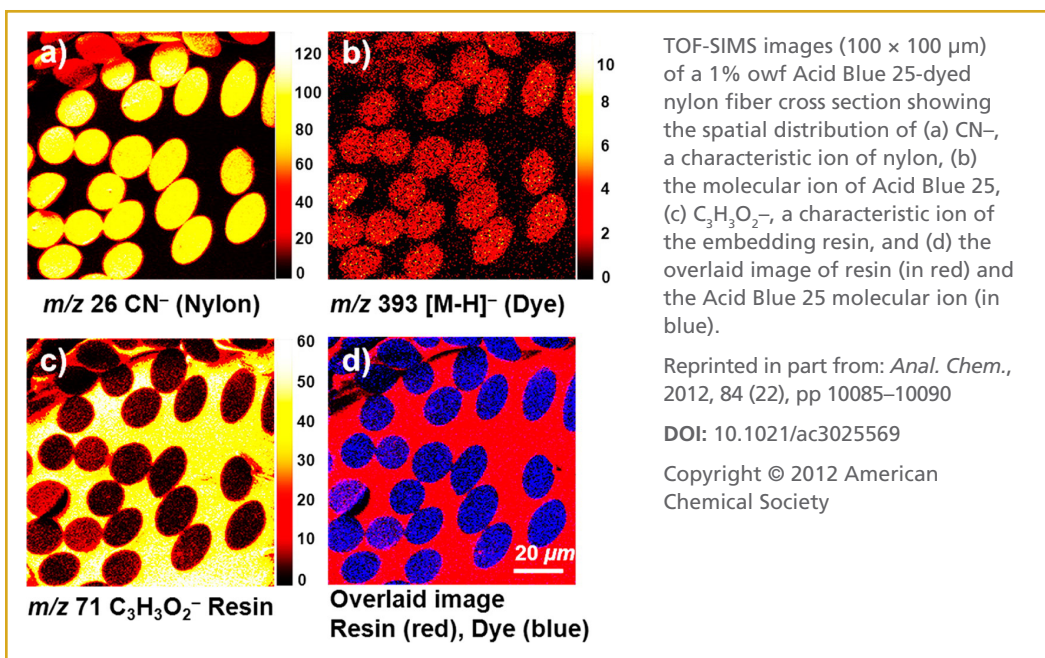 a)
120
100
80
60
40
20
0
m/z 26 CN⁻ (Nylon)
b)
10
8
6
4
2
0
m/z 393 [M-H]⁻ (Dye)
c)
60
50
40
30
20
10
0
m/z 71 C₃H₃O₂⁻ Resin
d)
20 μm
Overlaid image
Resin (red), Dye (blue)
TOF-SIMS images (100 × 100 μm)
of a 1% owf Acid Blue 25-dyed
nylon fiber cross section showing
the spatial distribution of (a) CN–,
a characteristic ion of nylon, (b)
the molecular ion of Acid Blue 25,
(c) C₃H₃O₂–, a characteristic ion of
the embedding resin, and (d) the
overlaid image of resin (in red) and
the Acid Blue 25 molecular ion (in
blue).
Reprinted in part from: Anal. Chem.,
2012, 84 (22), pp 10085–10090
DOI: 10.1021/ac3025569
Copyright © 2012 American
Chemical Society